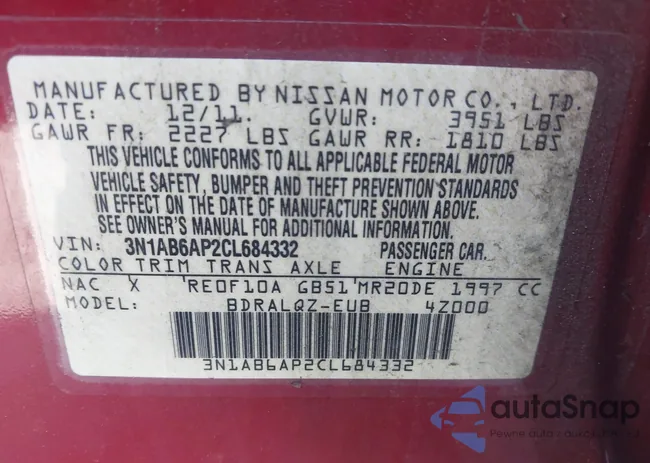 MANUFACTURED BY NISSAN MOTOR CO., LTD.
DATE: 12/11. GVWR: 3951 LBS
GAWR FR: 2227 LBS GAWR RR: 1810 LBS
THIS VEHICLE CONFORMS TO ALL APPLICABLE FEDERAL MOTOR
VEHICLE SAFETY, BUMPER AND THEFT PREVENTION STANDARDS
IN EFFECT ON THE DATE OF MANUFACTURE SHOWN ABOVE.
SEE OWNER'S MANUAL FOR ADDITIONAL INFORMATION.
VIN: 3N1AB6AP2CL684332 PASSENGER CAR.
COLOR TRIM TRANS AXLE ENGINE
NAC X RE0F10A GB51 MR20DE 1997 CC
MODEL: BDRALQZ-EUB 4Z000
3N1AB6AP2CL684332
autoSnap
Pewne auta z aukcji